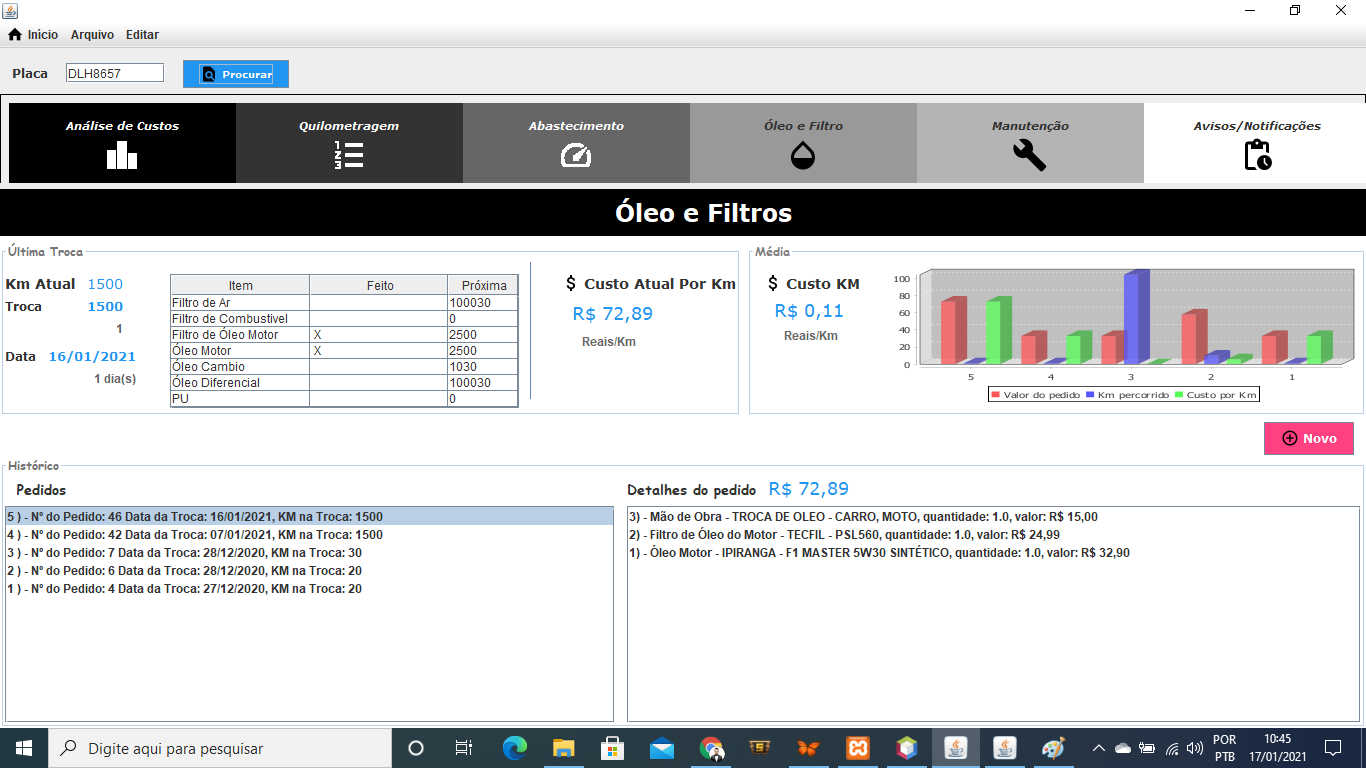 Início Arquivo Editar
Placa DLH8657 Procurar
Análise de Custos Quilometragem Abastecimento Óleo e Filtro Manutenção Avisos/Notificações
Óleo e Filtros
Última Troca
Km Atual 1500
Troca 1500
1
Data 16/01/2021
1 dia(s)
Item Feito Próxima
Filtro de Ar 100030
Filtro de Combustivel 0
Filtro de Óleo Motor X 2500
Óleo Motor X 2500
Óleo Cambio 1030
Óleo Diferencial 100030
PU 0
$ Custo Atual Por Km
R$ 72,89
Reais/Km
Média
$ Custo KM
R$ 0,11
Reais/Km
100
80
60
40
20
0
5 4 3 2 1
Valor do pedido Km percorrido Custo por Km
Novo
Histórico
Pedidos
5 ) - Nº do Pedido: 46 Data da Troca: 16/01/2021, KM na Troca: 1500
4 ) - Nº do Pedido: 42 Data da Troca: 07/01/2021, KM na Troca: 1500
3 ) - Nº do Pedido: 7 Data da Troca: 28/12/2020, KM na Troca: 30
2 ) - Nº do Pedido: 6 Data da Troca: 28/12/2020, KM na Troca: 20
1 ) - Nº do Pedido: 4 Data da Troca: 27/12/2020, KM na Troca: 20
Detalhes do pedido R$ 72,89
3) - Mão de Obra - TROCA DE OLEO - CARRO, MOTO, quantidade: 1.0, valor: R$ 15,00
2) - Filtro de Óleo do Motor - TECFIL - PSL560, quantidade: 1.0, valor: R$ 24,99
1) - Óleo Motor - IPIRANGA - F1 MASTER 5W30 SINTÉTICO, quantidade: 1.0, valor: R$ 32,90
Digite aqui para pesquisar
POR
PTB
10:45
17/01/2021